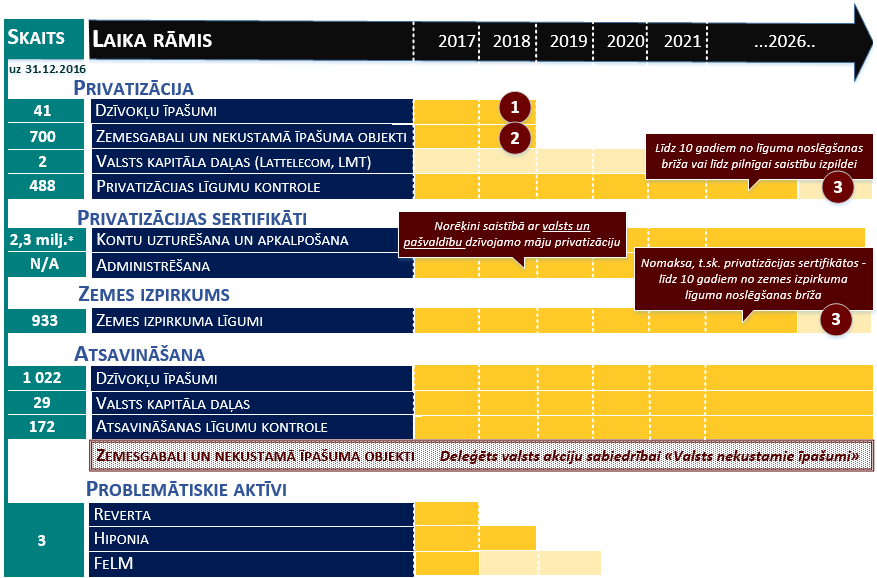 SKAITS LAIKA RĀMIS 2017 2018 2019 2020 2021 ...2026..
uz 31.12.2016
PRIVATIZĀCIJA
41 DZĪVOKĻU ĪPAŠUMI 1
700 ZEMESGABALI UN NEKUSTAMĀ ĪPAŠUMA OBJEKTI 2
2 VALSTS KAPITĀLA DAĻAS (LATTELECOM, LMT)
Līdz 10 gadiem no līguma noslēgšanas
brīža vai līdz pilnīgai saistību izpildei
488 PRIVATIZĀCIJAS LĪGUMU KONTROLE 3
PRIVATIZĀCIJAS SERTIFIKĀTI
2,3 milj.* KONTU UZTURĒŠANA UN APKALPOŠANA
Norēķini saistībā ar valsts un
pašvaldību dzīvojamo māju privatizāciju
N/A ADMINISTRĒŠANA
Nomaksa, t.sk. privatizācijas sertifikātos -
līdz 10 gadiem no zemes izpirkuma
līguma noslēgšanas brīža
ZEMES IZPIRKUMS
933 ZEMES IZPIRKUMA LĪGUMI 3
ATSAVINĀŠANA
1 022 DZĪVOKĻU ĪPAŠUMI
29 VALSTS KAPITĀLA DAĻAS
172 ATSAVINĀŠANAS LĪGUMU KONTROLE
ZEMESGABALI UN NEKUSTAMĀ ĪPAŠUMA OBJEKTI Deleģēts valsts akciju sabiedrībai «Valsts nekustamie īpašumi»
PROBLEMĀTISKIE AKTĪVI
REVERTA
3 HIPONIA
FELM